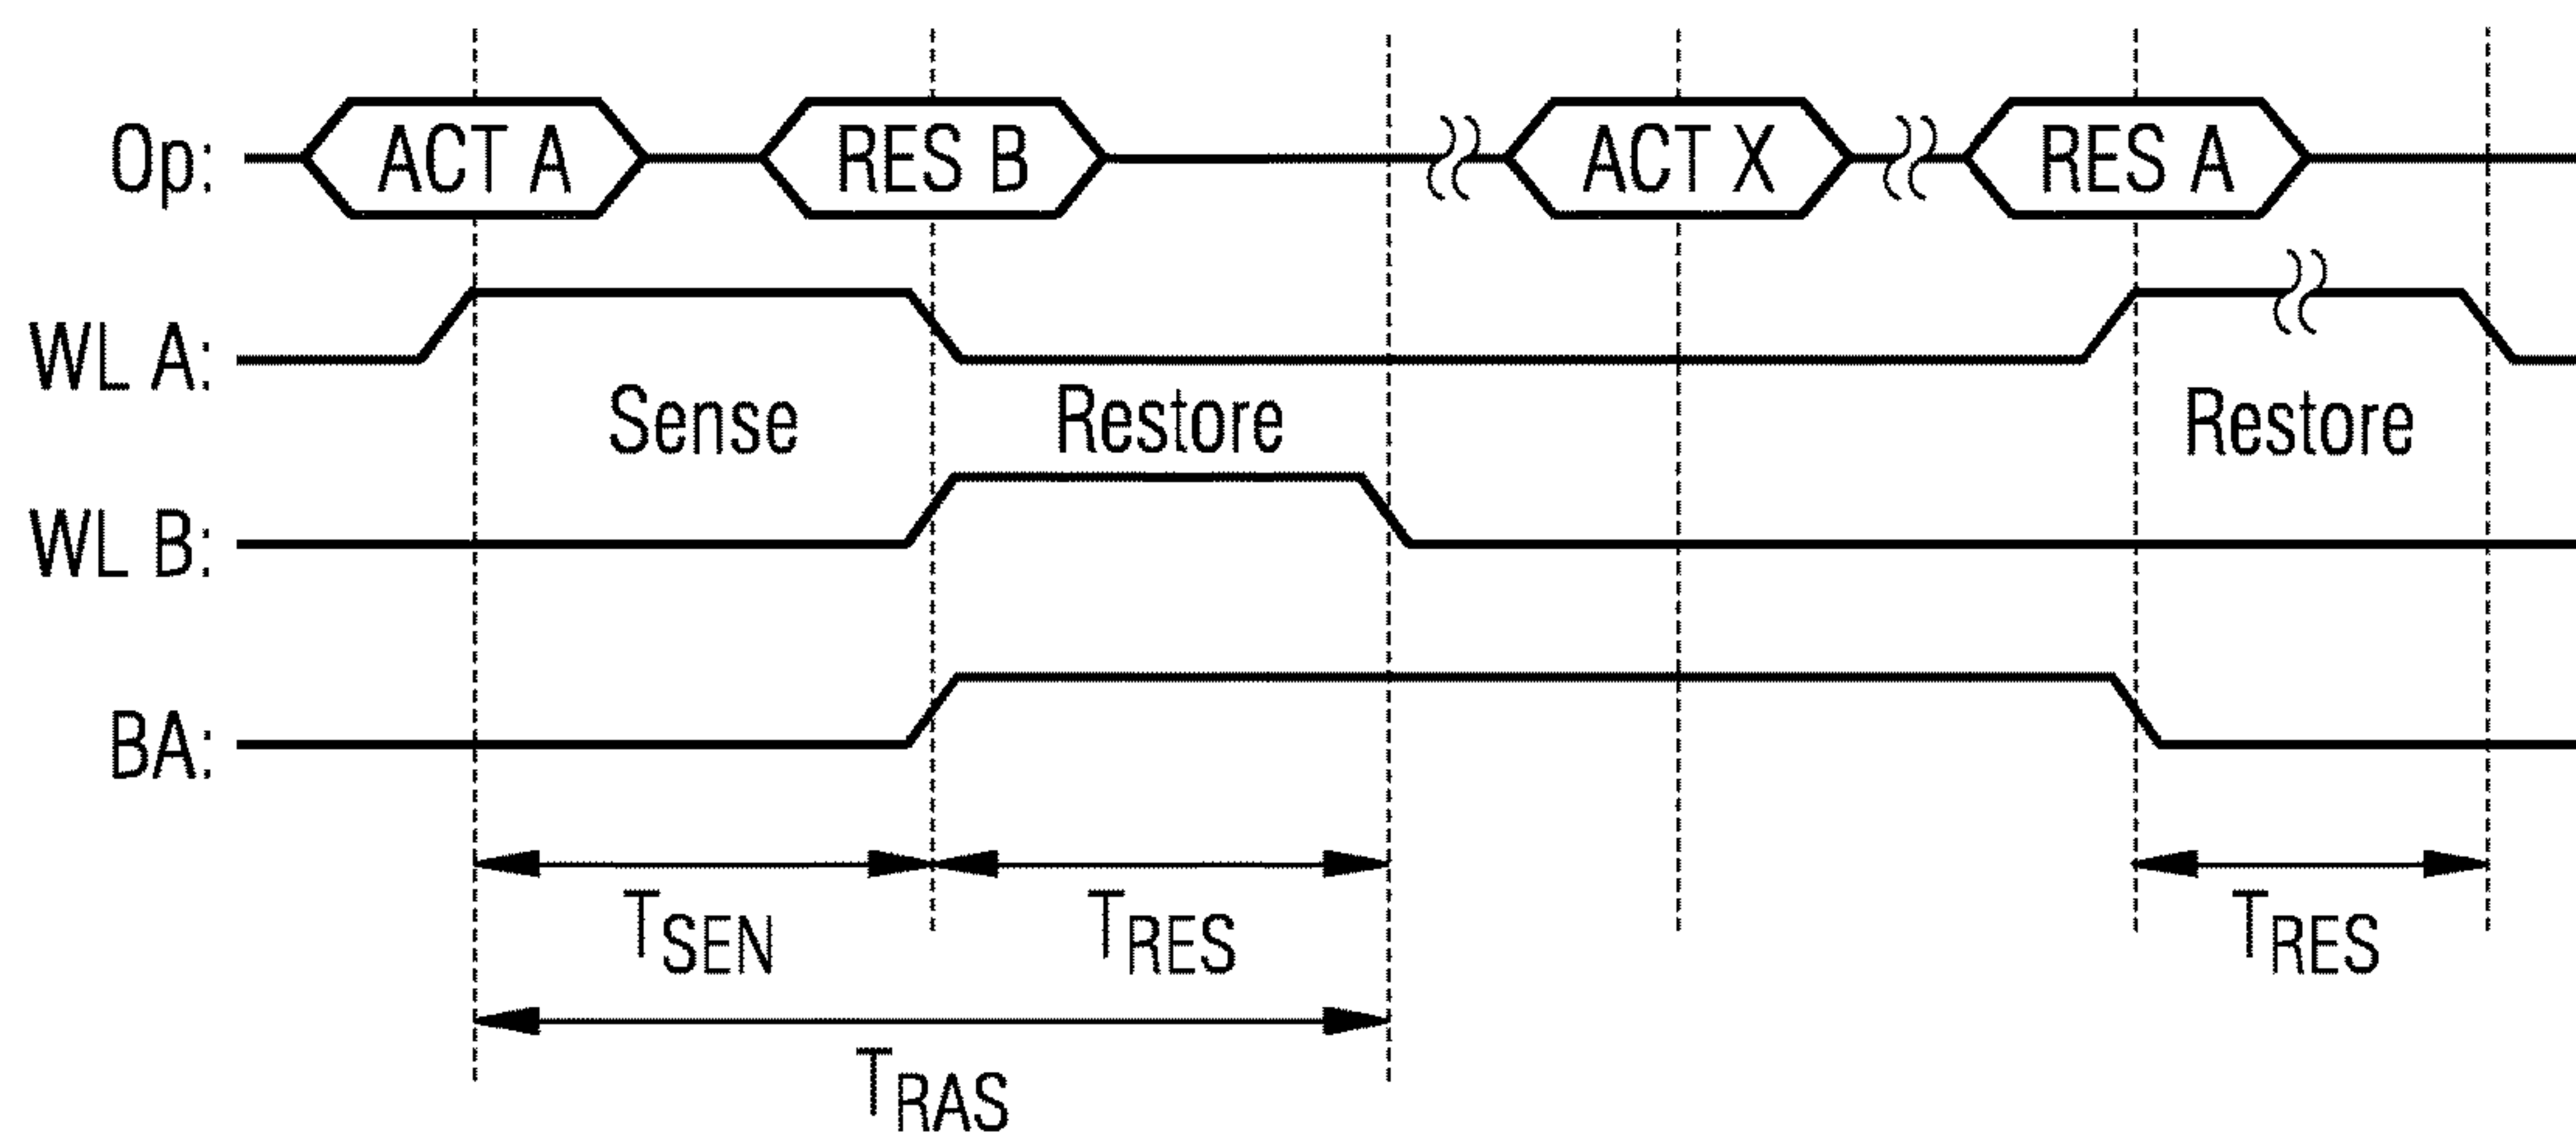 Op: ACT A RES B ACT X RES A
WL A:
Sense Restore Restore
WL B:
BA:
TSEN TRES TRES
TRAS